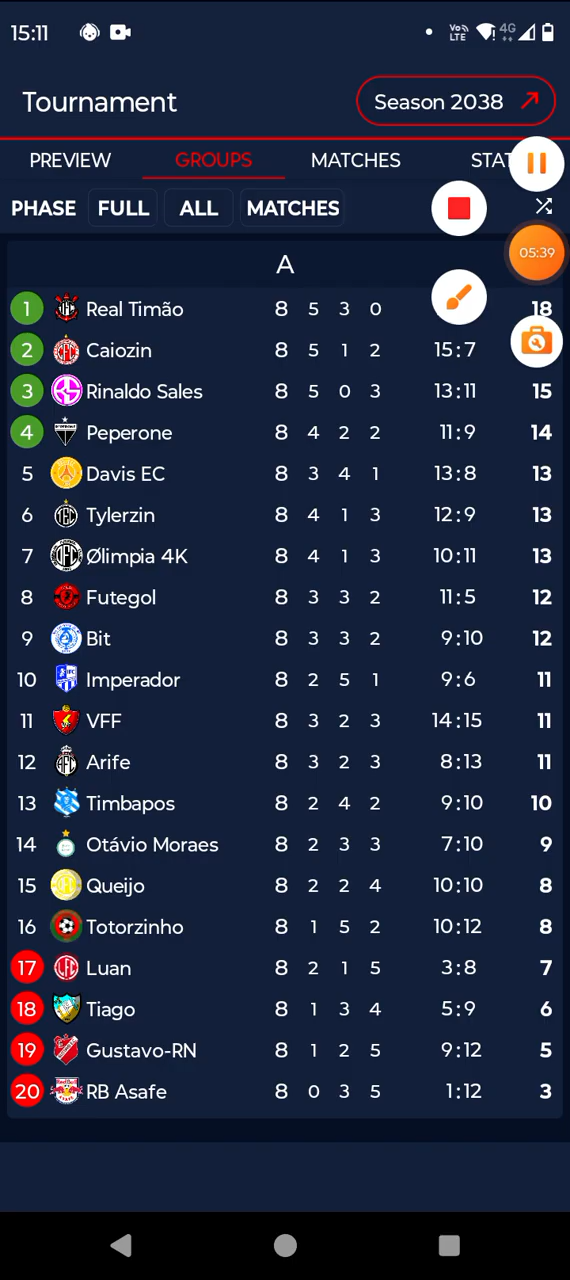 15:11 Vo LTE 4G
Tournament Season 2038
PREVIEW GROUPS MATCHES STAT
PHASE FULL ALL MATCHES
05:39
A
1 Real Timão 8 5 3 0 18
2 Caiozin 8 5 1 2 15:7
3 Rinaldo Sales 8 5 0 3 13:11 15
4 Peperone 8 4 2 2 11:9 14
5 Davis EC 8 3 4 1 13:8 13
6 Tylerzin 8 4 1 3 12:9 13
7 Ølimpia 4K 8 4 1 3 10:11 13
8 Futegol 8 3 3 2 11:5 12
9 Bit 8 3 3 2 9:10 12
10 Imperador 8 2 5 1 9:6 11
11 VFF 8 3 2 3 14:15 11
12 Arife 8 3 2 3 8:13 11
13 Timbapos 8 2 4 2 9:10 10
14 Otávio Moraes 8 2 3 3 7:10 9
15 Queijo 8 2 2 4 10:10 8
16 Totorzinho 8 1 5 2 10:12 8
17 Luan 8 2 1 5 3:8 7
18 Tiago 8 1 3 4 5:9 6
19 Gustavo-RN 8 1 2 5 9:12 5
20 RB Asafe 8 0 3 5 1:12 3